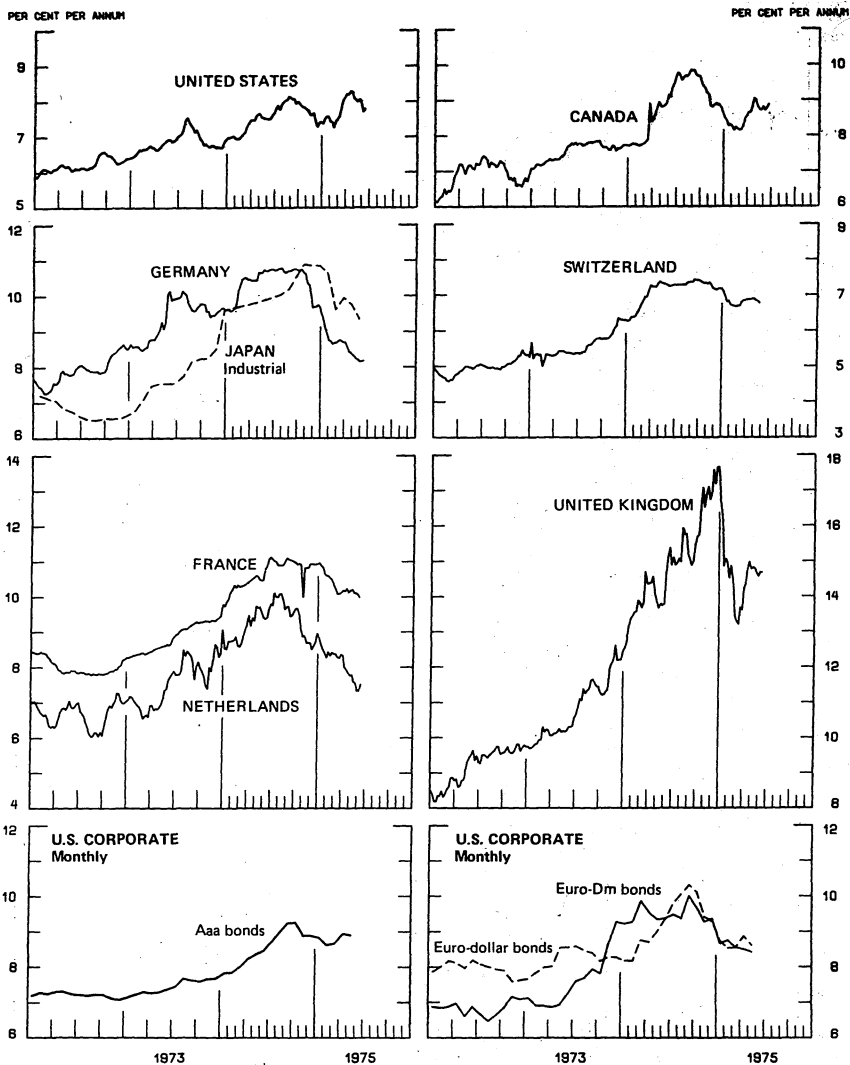 PER CENT PER ANNUM
PER CENT PER ANNUM
9
UNITED STATES
7
5
10
CANADA
8
6
12
GERMANY
10
JAPAN
Industrial
8
6
9
SWITZERLAND
7
5
3
14
12
FRANCE
10
8
NETHERLANDS
6
4
18
UNITED KINGDOM
16
14
12
10
8
12
U.S. CORPORATE
Monthly
10
Aaa bonds
8
6
1973
1975
12
U.S. CORPORATE
Monthly
Euro-Dm bonds
10
Euro-dollar bonds
8
6
1973
1975